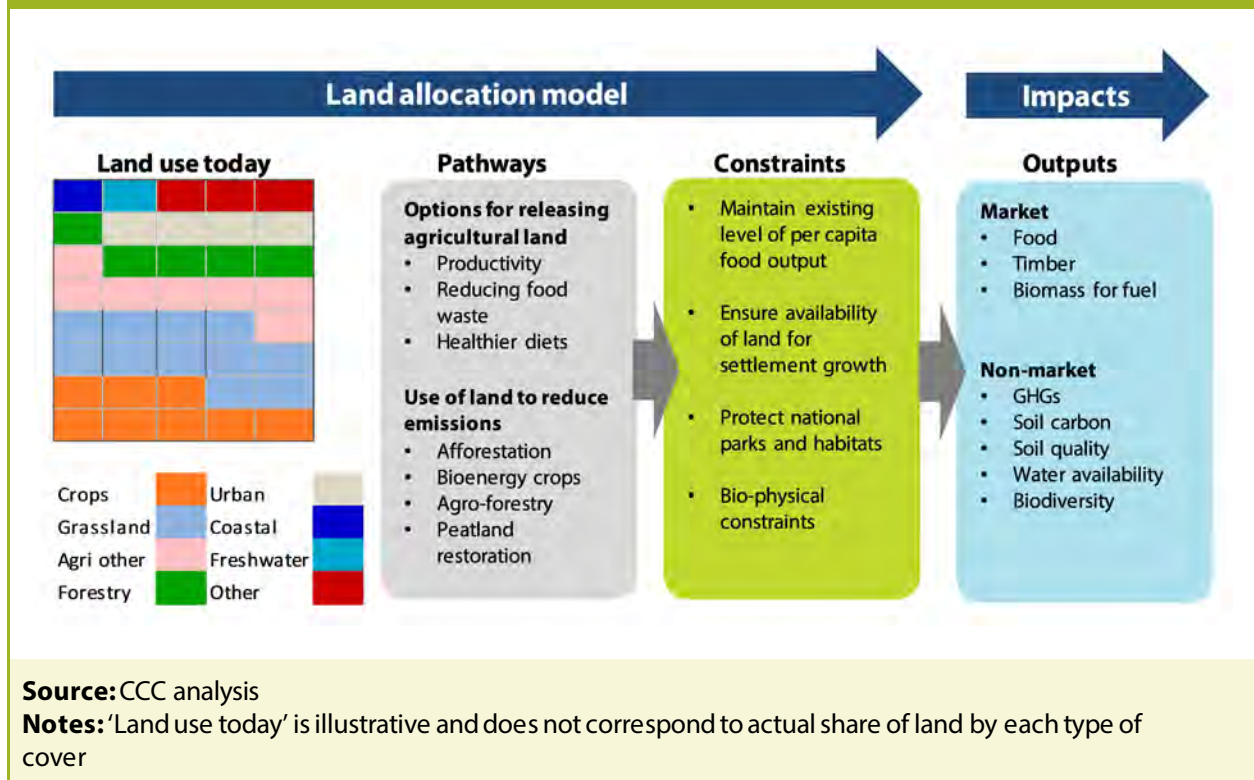 Land allocation model
Impacts
Land use today
Crops
Urban
Grassland
Coastal
Agri other
Freshwater
Forestry
Other
Pathways
Options for releasing
agricultural land
• Productivity
• Reducing food
waste
• Healthier diets
Use of land to reduce
emissions
• Afforestation
• Bioenergy crops
• Agro-forestry
• Peatland
restoration
Constraints
• Maintain existing
level of per capita
food output
• Ensure availability
of land for
settlement growth
• Protect national
parks and habitats
• Bio-physical
constraints
Outputs
Market
• Food
• Timber
• Biomass for fuel
Non-market
• GHGs
• Soil carbon
• Soil quality
• Water availability
• Biodiversity
Source: CCC analysis
Notes: 'Land use today' is illustrative and does not correspond to actual share of land by each type of
cover